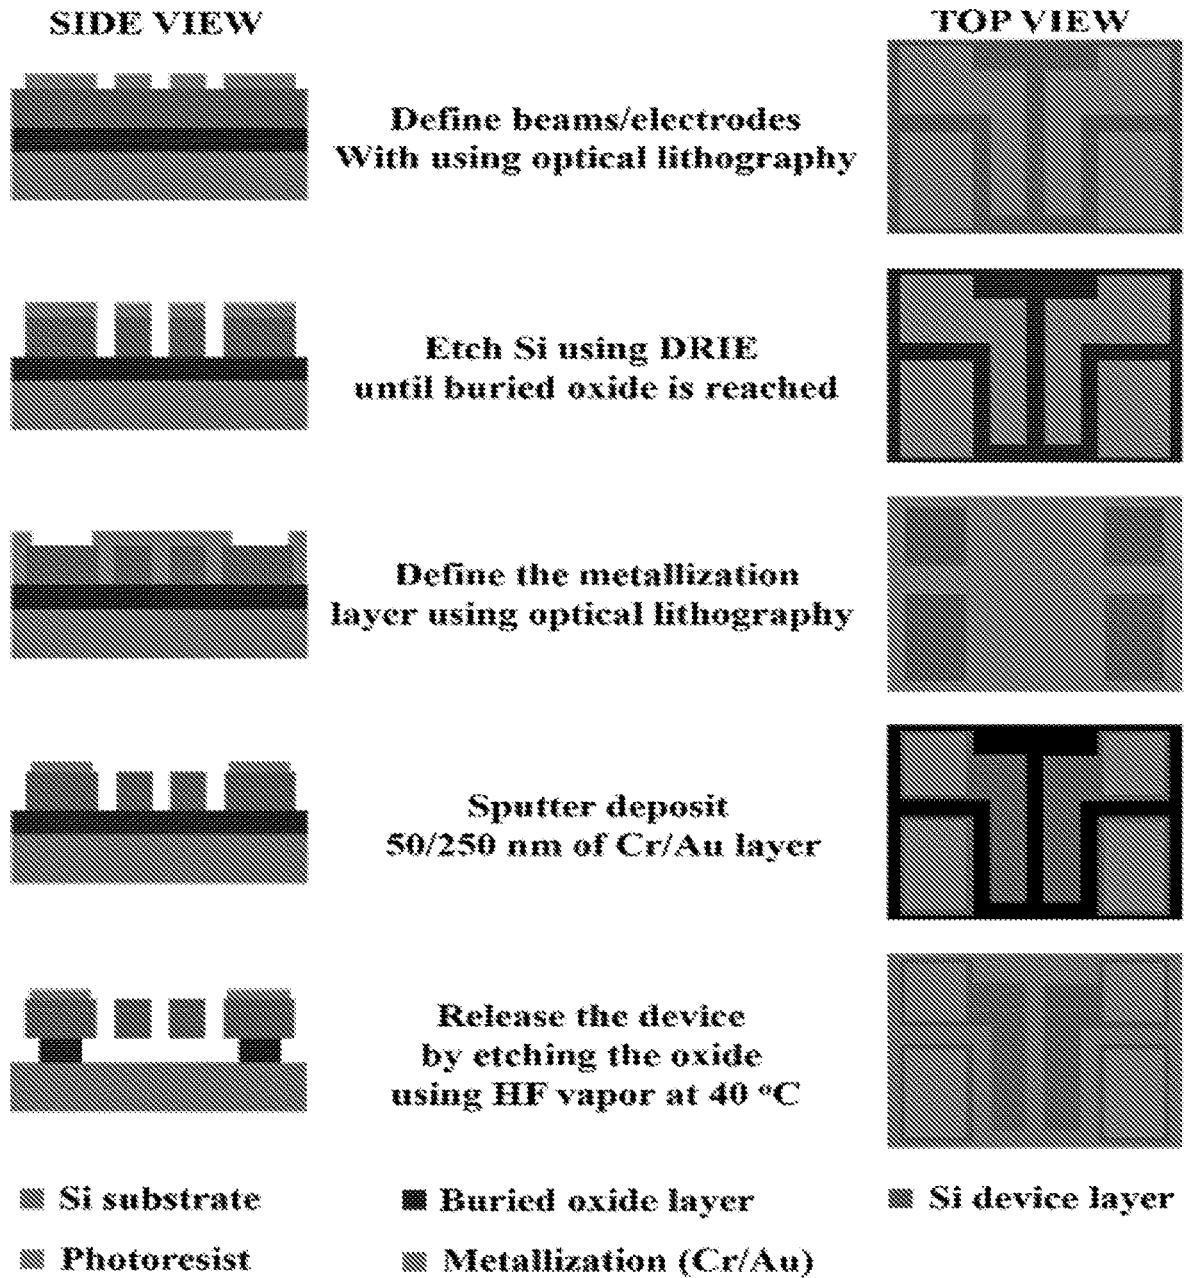 SIDE VIEW
TOP VIEW
Define beams/electrodes
With using optical lithography
Etch Si using DRIE
until buried oxide is reached
Define the metallization
layer using optical lithography
Sputter deposit
50/250 nm of Cr/Au layer
Release the device
by etching the oxide
using HF vapor at 40 °C
Si substrate
Buried oxide layer
Si device layer
Photoresist
Metallization (Cr/Au)